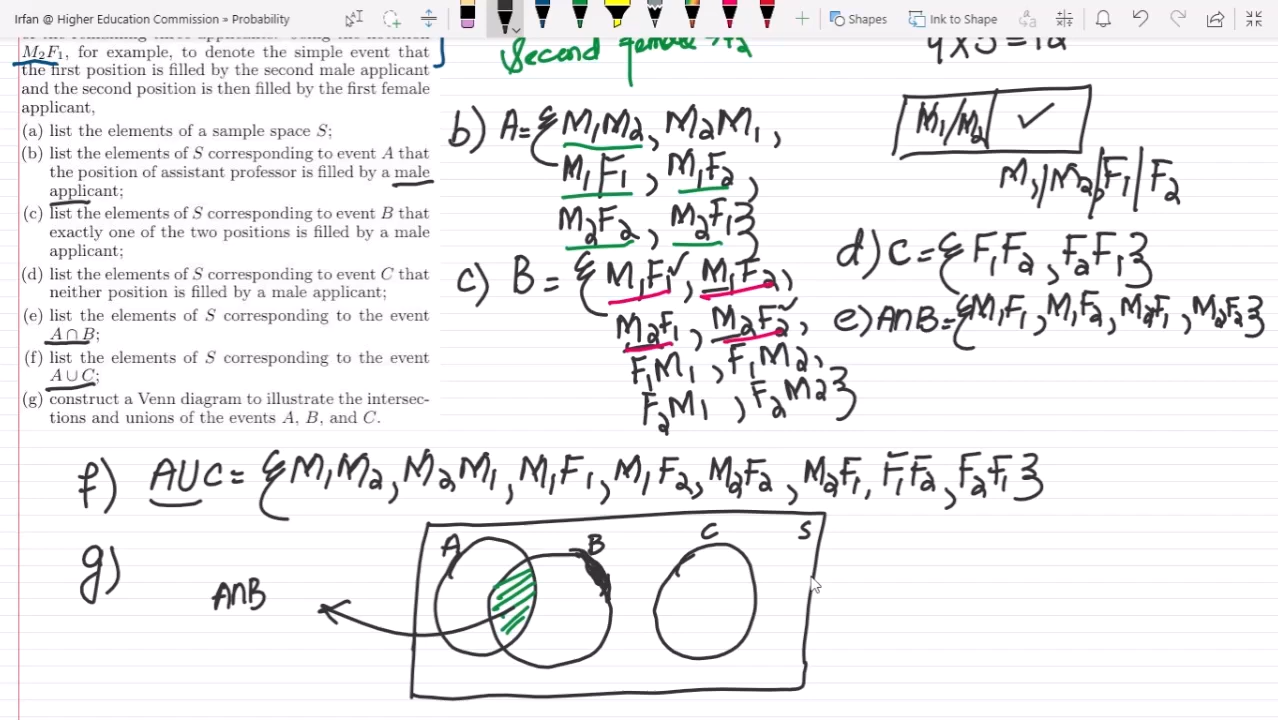 Irfan @ Higher Education Commission » Probability
Shapes
Ink to Shape
M₂F₁, for example, to denote the simple event that
the first position is filled by the second male applicant
and the second position is then filled by the first female
applicant,
(a) list the elements of a sample space S;
(b) list the elements of S corresponding to event A that
the position of assistant professor is filled by a male
applicant;
(c) list the elements of S corresponding to event B that
exactly one of the two positions is filled by a male
applicant;
(d) list the elements of S corresponding to event C that
neither position is filled by a male applicant;
(e) list the elements of S corresponding to the event
A ∩ B;
(f) list the elements of S corresponding to the event
A ∪ C;
(g) construct a Venn diagram to illustrate the intersec-
tions and unions of the events A, B, and C.
Second female → F2
4x3=12
b) A={M₁M₂, M₂M₁,
M₁F₁, M₁F₂,
M₂F₂, M₂F₁}
M₁/M₂ ✓
M₁/M₂/F₁/F₂
c) B = {M₁F₁✓, M₁F₂,
M₂F₁, M₂F₂✓,
F₁M₁, F₁M₂,
F₂M₁, F₂M2}
d) C={F₁F₂, F₂F₁}
e) A∩B={M₁F₁, M₁F₂, M₂F₁, M₂F₂}
f) AUC= {M₁M₂, M₂M₁, M₁F₁, M₁F₂, M₂F₂, M₂F₁, F₁F₂, F₂F₁}
g)
A∩B
A
B
C
S